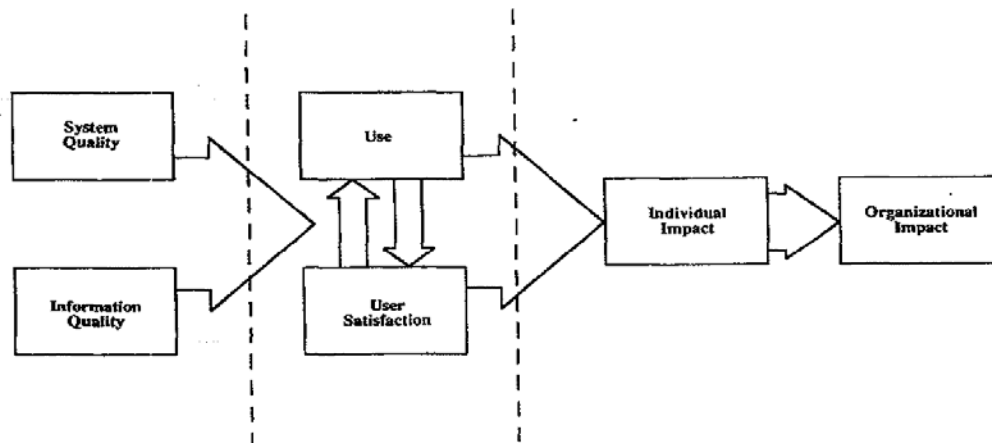 System
Quality
Use
Individual
Impact
Organizational
Impact
Information
Quality
User
Satisfaction